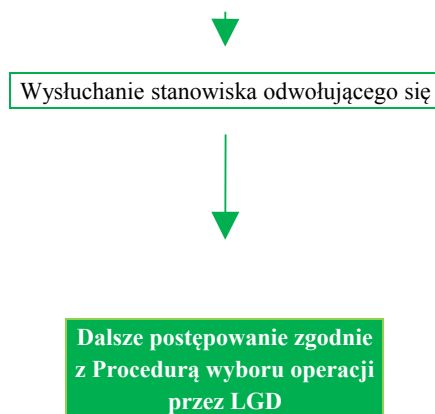 Wysłuchanie stanowiska odwołującego się
Dalsze postępowanie zgodnie
z Procedurą wyboru operacji
przez LGD